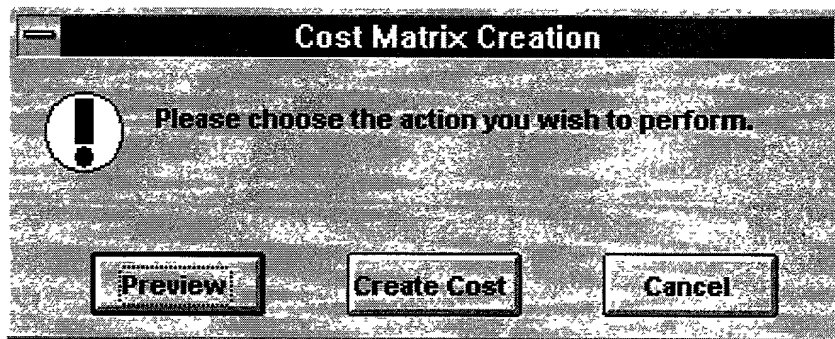 Cost Matrix Creation
Please choose the action you wish to perform.
Preview Create Cost Cancel